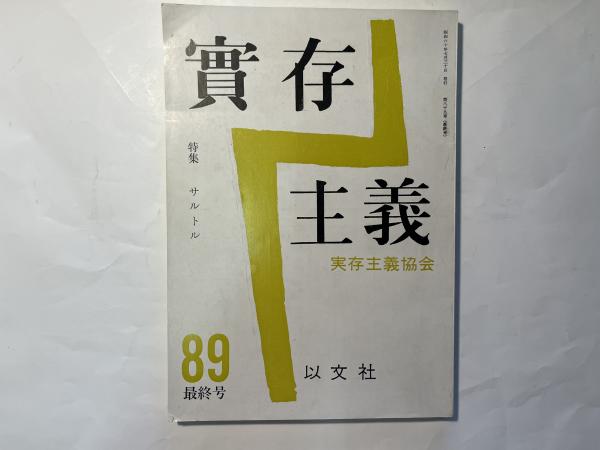 實存
主義
特集　サルトル
実存主義協会
89
最終号
以文社